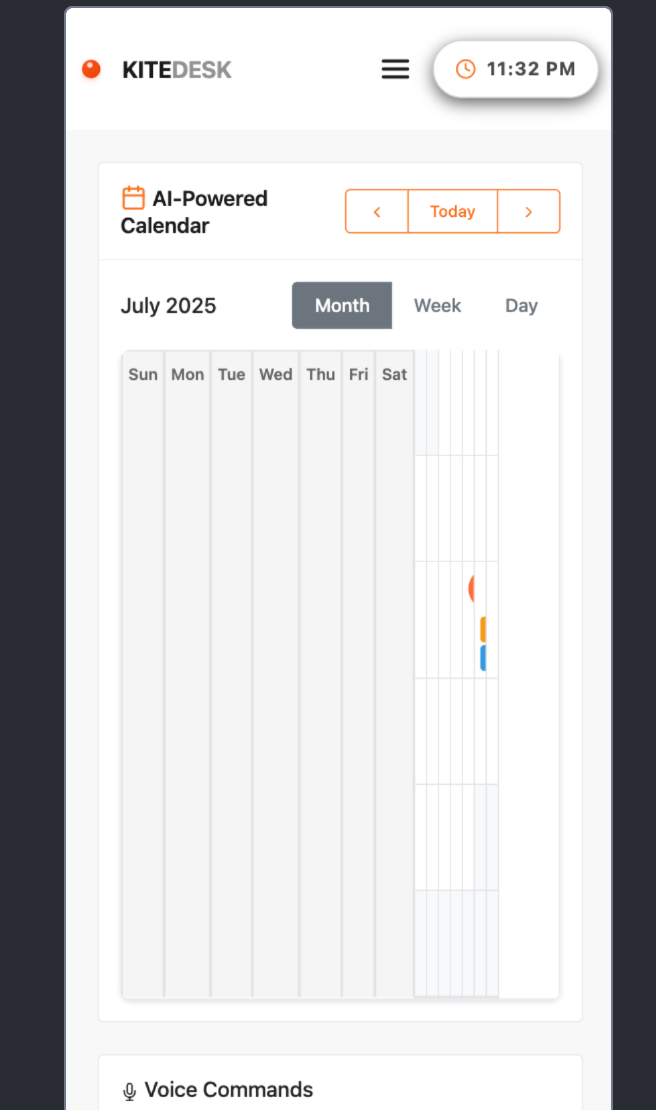 KITEDESK
11:32 PM
AI-Powered
Calendar
Today
July 2025
Month
Week
Day
Sun Mon Tue Wed Thu Fri Sat
Voice Commands